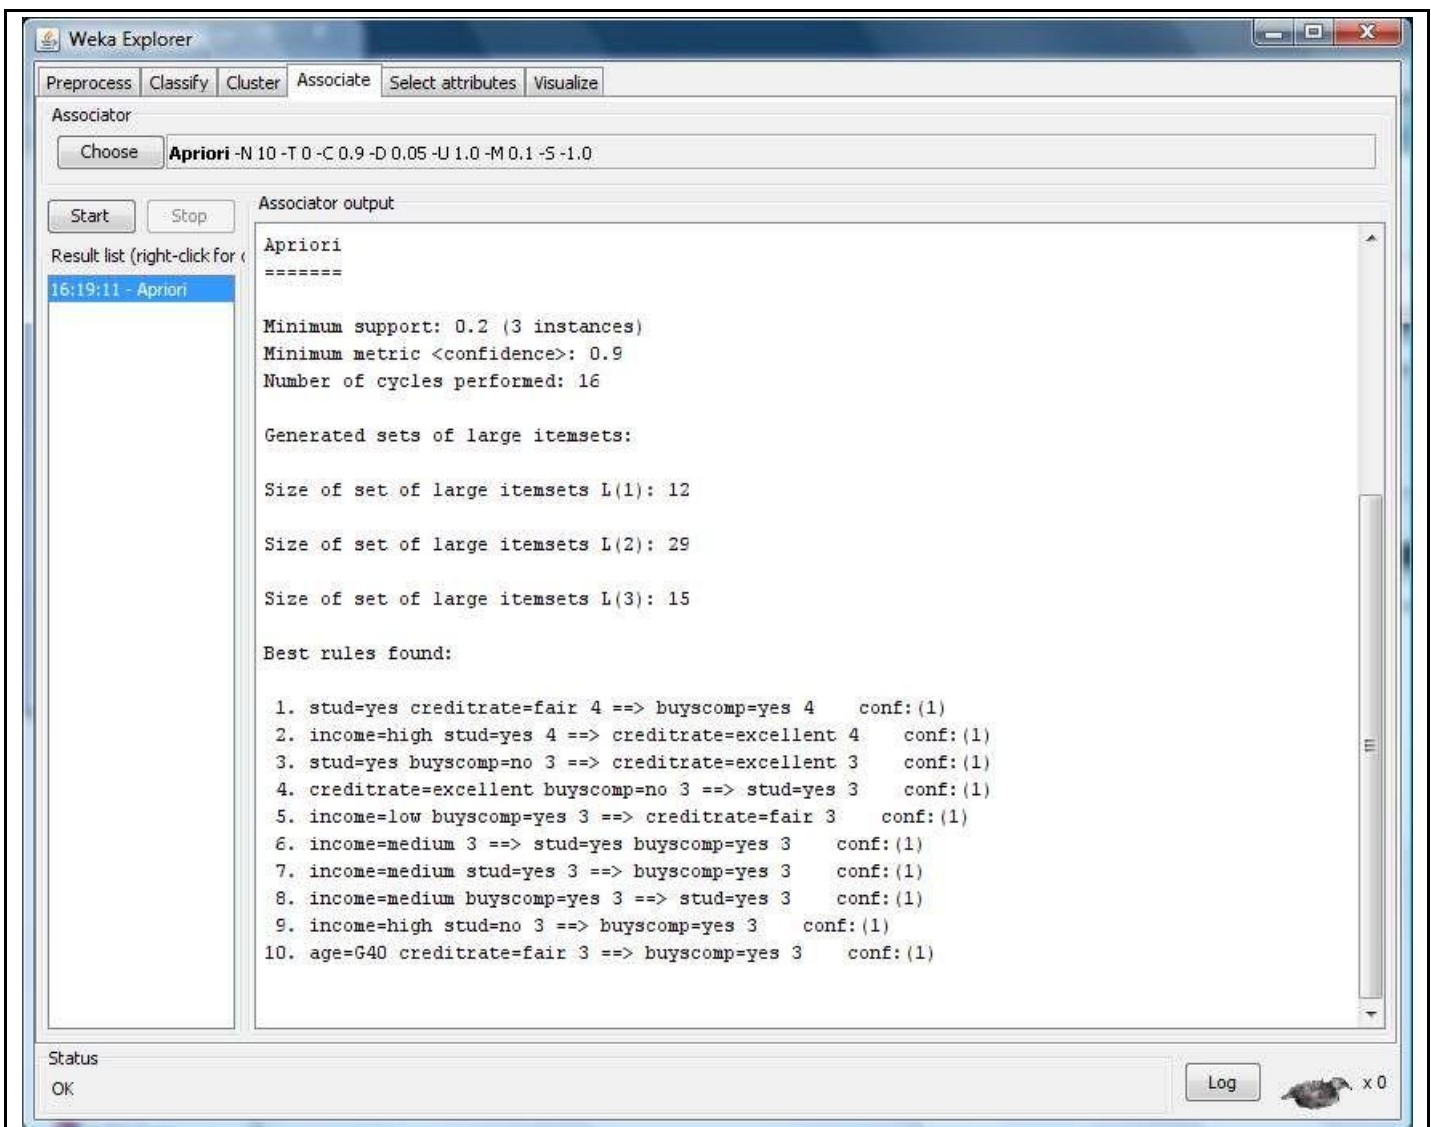 Weka Explorer
X
Preprocess Classify Cluster Associate Select attributes Visualize
Associator
Choose Apriori -N 10 -T 0 -C 0.9 -D 0.05 -U 1.0 -M 0.1 -S -1.0
Start Stop
Associator output
Result list (right-click for
16:19:11 - Apriori
Apriori
=======
Minimum support: 0.2 (3 instances)
Minimum metric <confidence>: 0.9
Number of cycles performed: 16
Generated sets of large itemsets:
Size of set of large itemsets L(1): 12
Size of set of large itemsets L(2): 29
Size of set of large itemsets L(3): 15
Best rules found:
1. stud=yes creditrate=fair 4 ==> buyscomp=yes 4 conf:(1)
2. income=high stud=yes 4 ==> creditrate=excellent 4 conf:(1)
3. stud=yes buyscomp=no 3 ==> creditrate=excellent 3 conf:(1)
4. creditrate=excellent buyscomp=no 3 ==> stud=yes 3 conf:(1)
5. income=low buyscomp=yes 3 ==> creditrate=fair 3 conf:(1)
6. income=medium 3 ==> stud=yes buyscomp=yes 3 conf:(1)
7. income=medium stud=yes 3 ==> buyscomp=yes 3 conf:(1)
8. income=medium buyscomp=yes 3 ==> stud=yes 3 conf:(1)
9. income=high stud=no 3 ==> buyscomp=yes 3 conf:(1)
10. age=G40 creditrate=fair 3 ==> buyscomp=yes 3 conf:(1)
Status
OK
Log
x 0